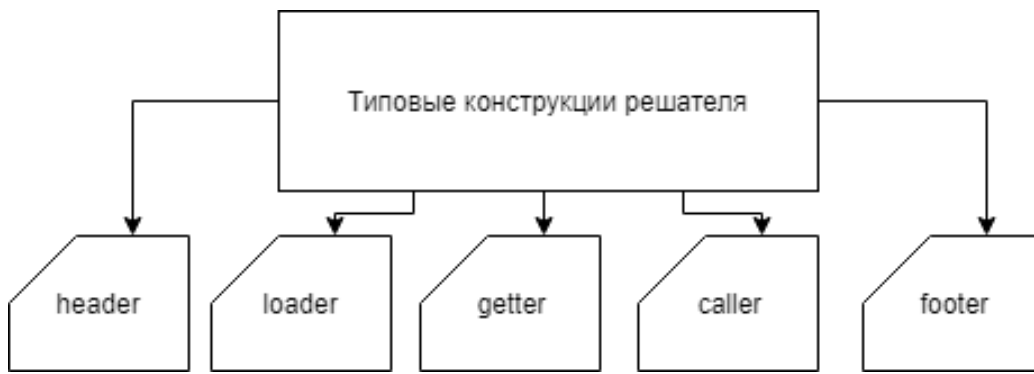 Типовые конструкции решателя
header
loader
getter
caller
footer